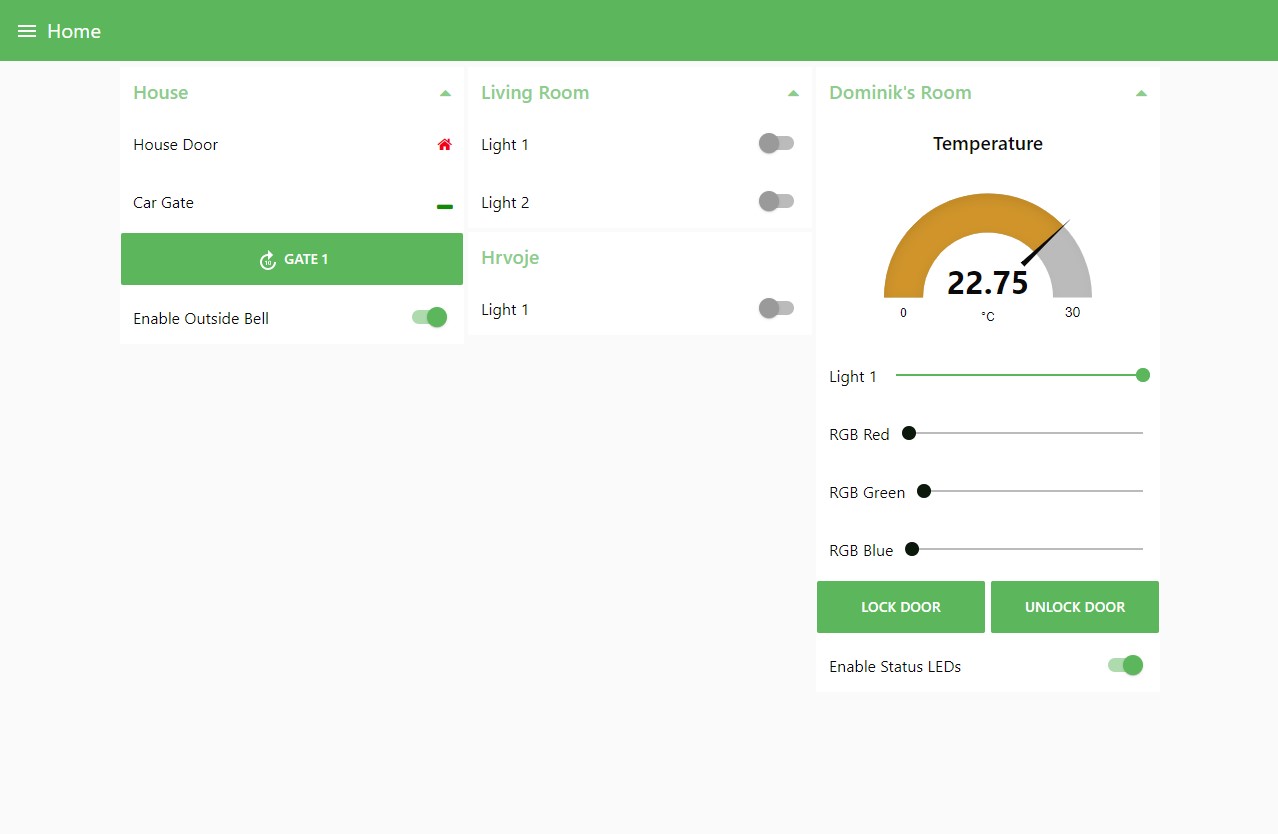 Home
House
House Door
Car Gate
10
GATE 1
Enable Outside Bell
Living Room
Light 1
Light 2
Hrvoje
Light 1
Dominik's Room
Temperature
22.75
0
°C
30
Light 1
RGB Red
RGB Green
RGB Blue
LOCK DOOR
UNLOCK DOOR
Enable Status LEDs